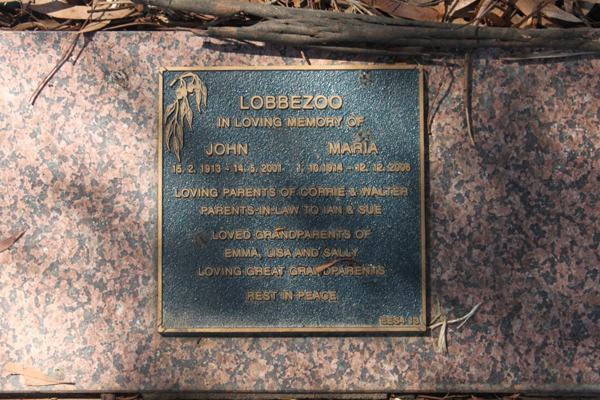 LOBBEZOO
IN LOVING MEMORY OF
JOHN MARIA
15. 2. 1913 - 14. 5. 2001 7. 10. 1914 - 12. 12. 2006
LOVING PARENTS OF CORRIE & WALTER
PARENTS-IN-LAW TO IAN & SUE
LOVED GRANDPARENTS OF
EMMA, LISA AND SALLY
LOVING GREAT GRANDPARENTS
REST IN PEACE